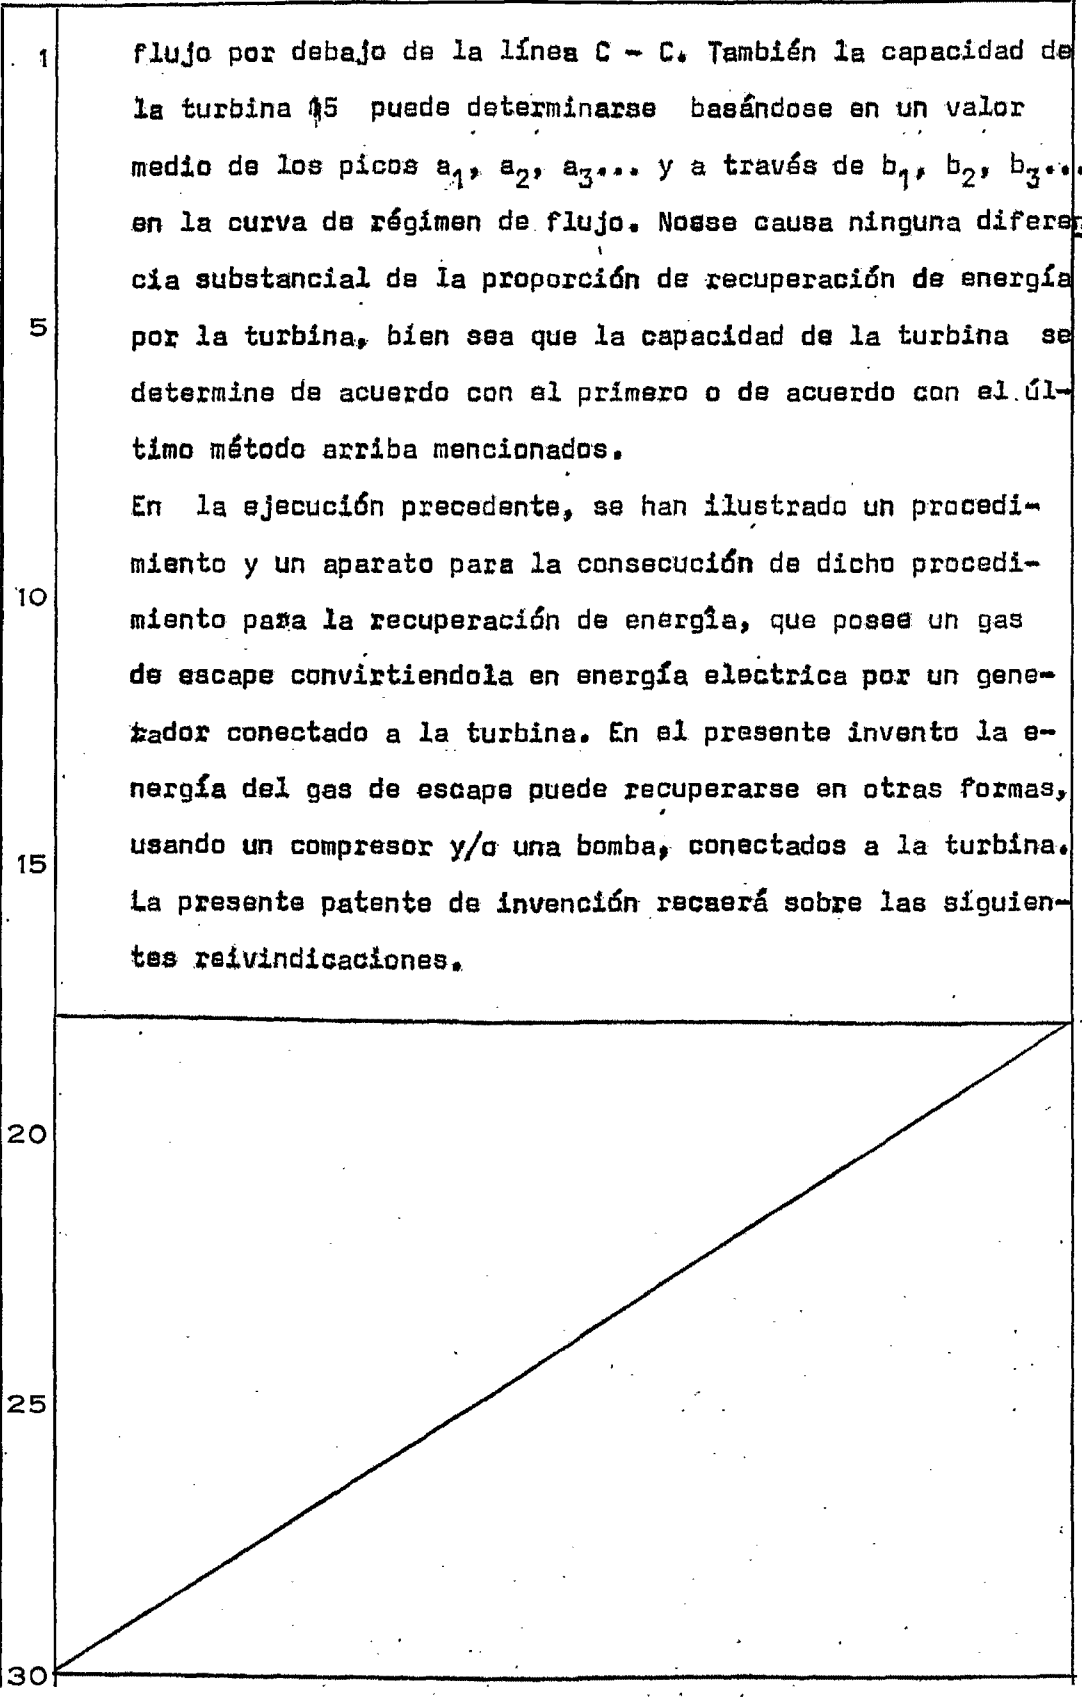 1 flujo por debajo de la línea C - C. También la capacidad de
la turbina 15 puede determinarse basándose en un valor
medio de los picos a₁, a₂, a₃... y a través de b₁, b₂, b₃...
en la curva de régimen de flujo. Nosse causa ninguna diferen
cia substancial de la proporción de recuperación de energía
5 por la turbina, bien sea que la capacidad de la turbina se
determine de acuerdo con el primero o de acuerdo con el úl-
timo método arriba mencionados.
En la ejecución precedente, se han ilustrado un procedi-
miento y un aparato para la consecución de dicho procedi-
10 miento para la recuperación de energîa, que posee un gas
de escape convirtiendola en energía electrica por un gene-
rador conectado a la turbina. En el presente invento la e-
nergía del gas de escape puede recuperarse en otras formas,
15 usando un compresor y/o una bomba, conectados a la turbina.
La presente patente de invención recaerá sobre las siguien-
tes reivindicaciones.
20
25
30